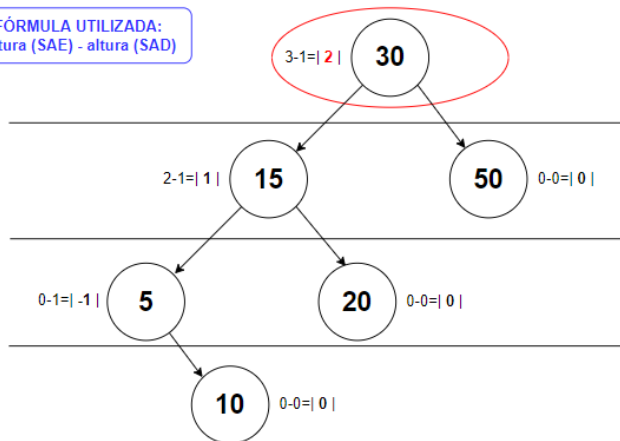 FÓRMULA UTILIZADA:
tura (SAE) - altura (SAD)
3-1=| 2 |
30
2-1=| 1 |
15
50
0-0=| 0 |
0-1=| -1 |
5
20
0-0=| 0 |
10
0-0=| 0 |